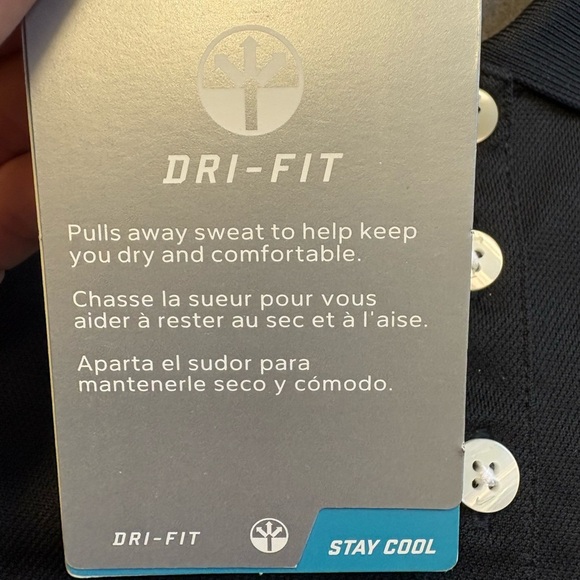 DRI-FIT
Pulls away sweat to help keep
you dry and comfortable.
Chasse la sueur pour vous
aider à rester au sec et à l'aise.
Aparta el sudor para
mantenerle seco y cómodo.
DRI-FIT
STAY COOL